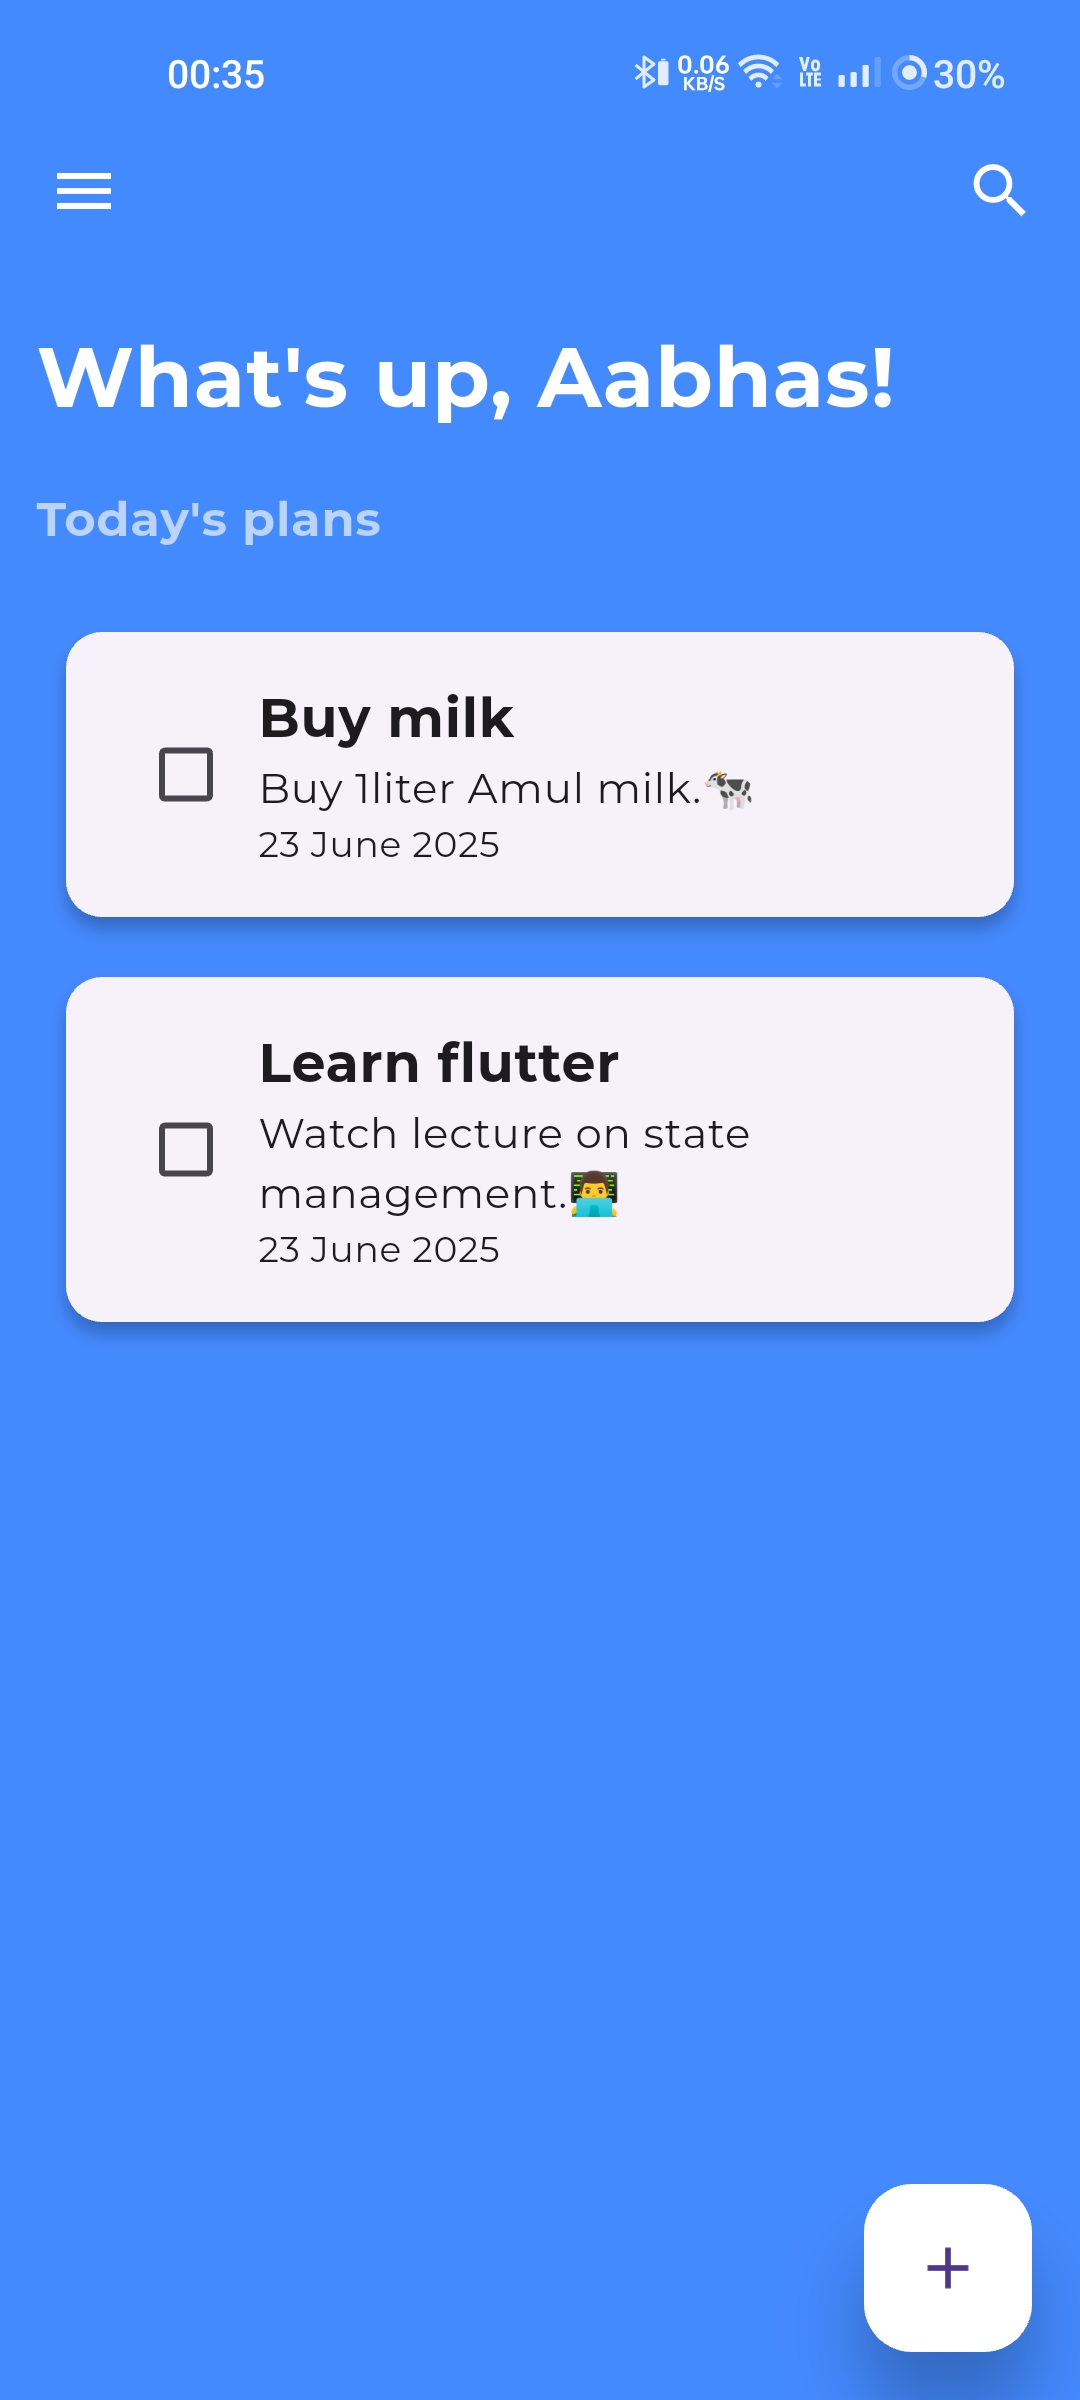 00:35
0.06
KB/S
Vo
LTE
30%
What's up, Aabhas!
Today's plans
Buy milk
Buy 1liter Amul milk.🐄
23 June 2025
Learn flutter
Watch lecture on state
management.👨‍💻
23 June 2025